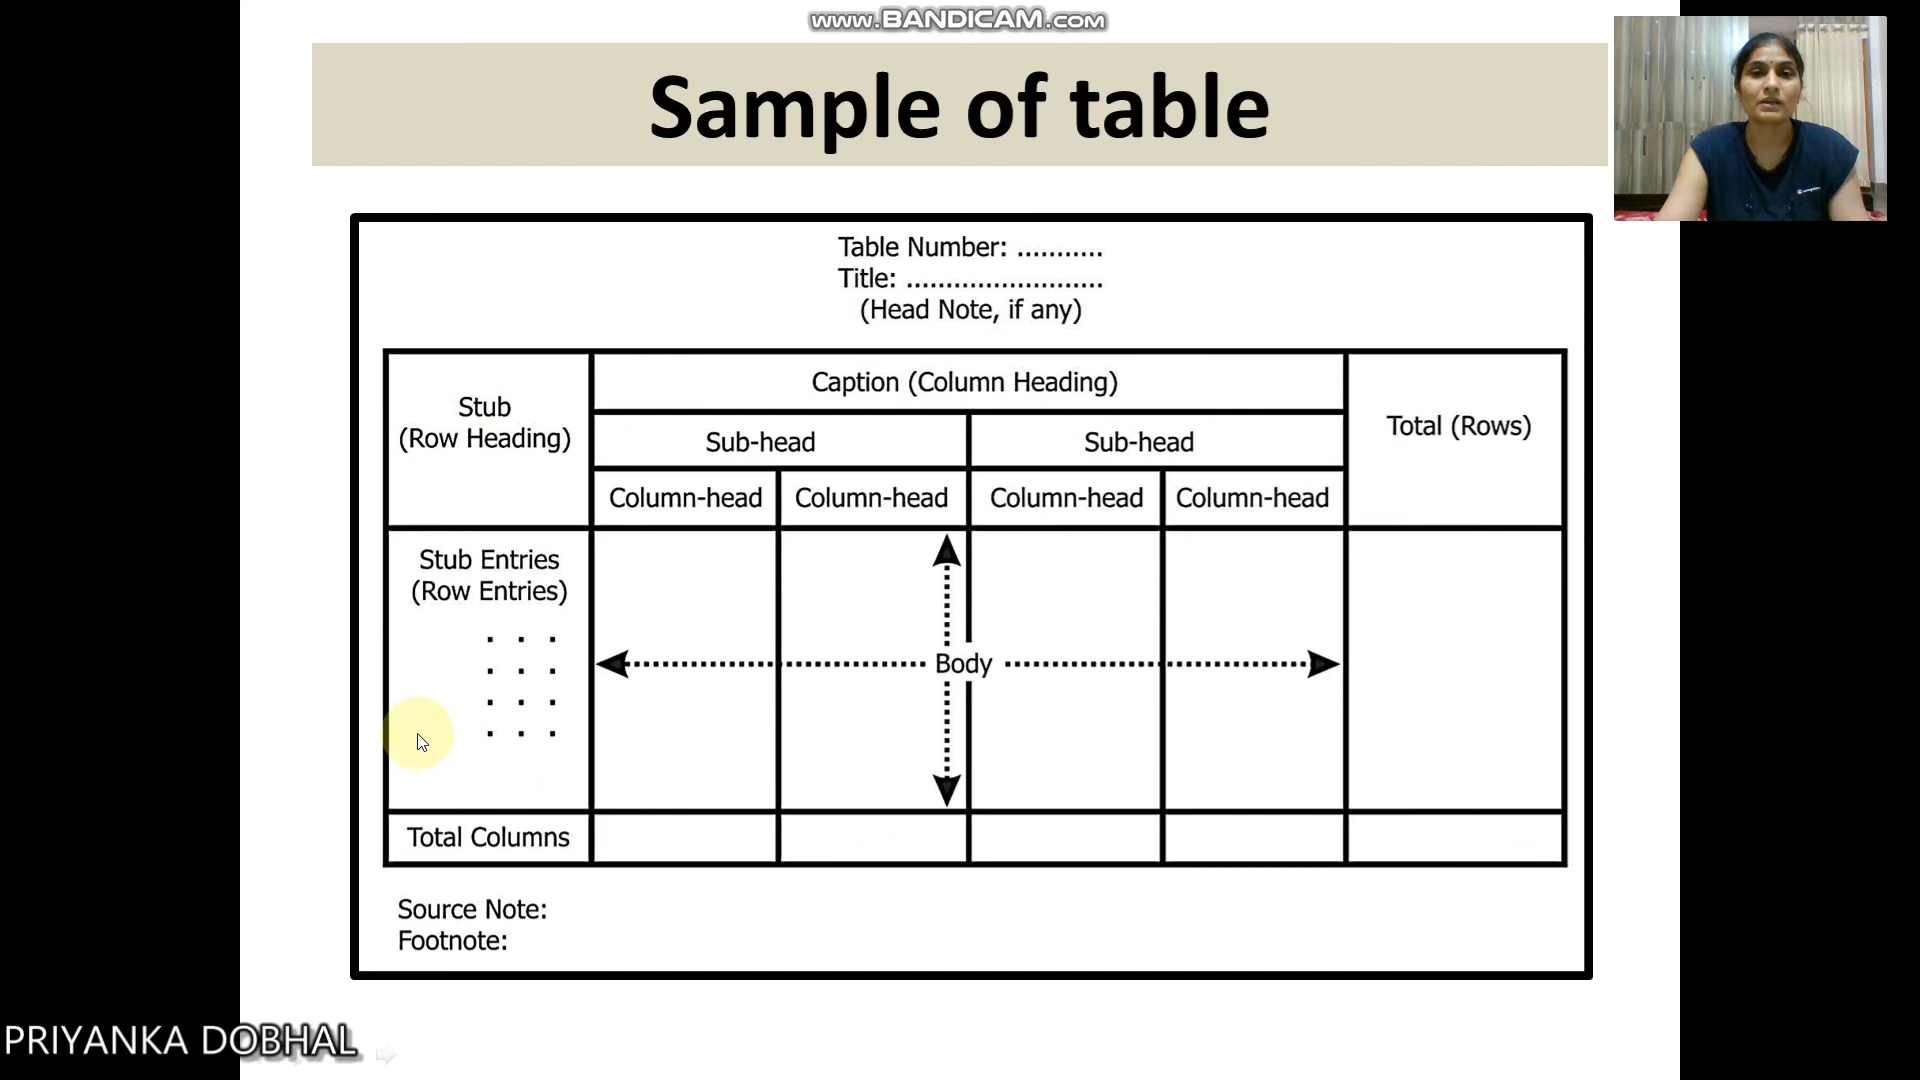 www.BANDICAM.com
Sample of table
Table Number: ...........
Title: .........................
(Head Note, if any)
Stub
(Row Heading)
Caption (Column Heading)
Total (Rows)
Sub-head
Sub-head
Column-head
Column-head
Column-head
Column-head
Stub Entries
(Row Entries)
. . .
. . .
. . .
. . .
Body
Total Columns
Source Note:
Footnote:
PRIYANKA DOBHAL